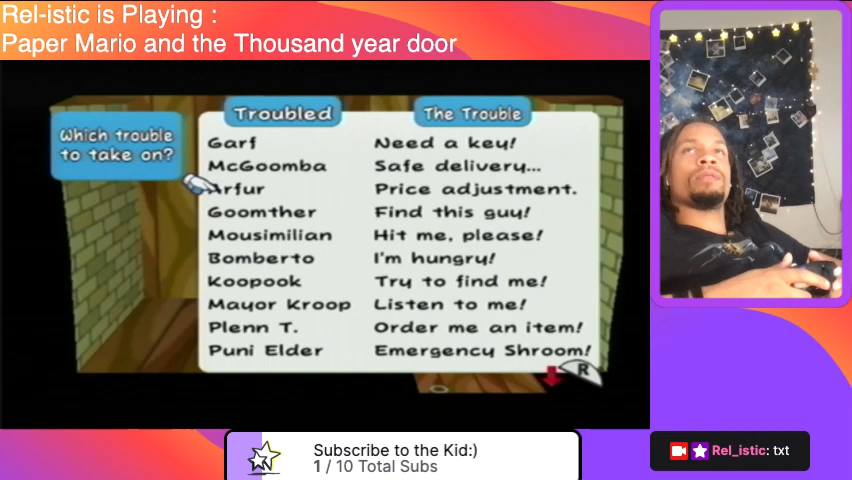 Rel-istic is Playing :
Paper Mario and the Thousand year door
Which trouble
to take on?
Troubled The Trouble
Garf Need a key!
McGoomba Safe delivery...
Arfur Price adjustment.
Goomther Find this guy!
Mousimilian Hit me, please!
Bomberto I'm hungry!
Koopook Try to find me!
Mayor Kroop Listen to me!
Plenn T. Order me an item!
Puni Elder Emergency Shroom!
R
Subscribe to the Kid:)
1 / 10 Total Subs
Rel_istic: txt